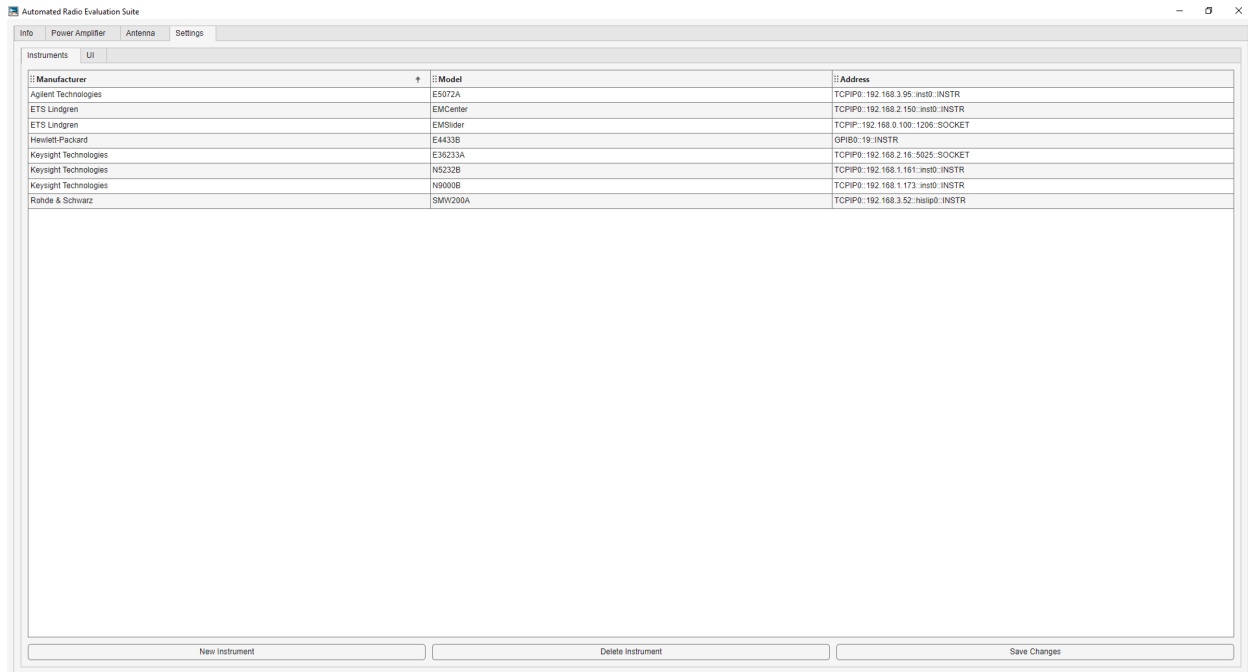 Automated Radio Evaluation Suite
Info Power Amplifier Antenna Settings
Instruments UI
Manufacturer Model Address
Agilent Technologies E5072A TCPIP0::192.168.3.95::inst0::INSTR
ETS Lindgren EMCenter TCPIP0::192.168.2.150::inst0::INSTR
ETS Lindgren EMSlider TCPIP::192.168.0.100::1206::SOCKET
Hewlett-Packard E4433B GPIB0::19::INSTR
Keysight Technologies E36233A TCPIP0::192.168.2.16::5025::SOCKET
Keysight Technologies N5232B TCPIP0::192.168.1.161::inst0::INSTR
Keysight Technologies N9000B TCPIP0::192.168.1.173::inst0::INSTR
Rohde & Schwarz SMW200A TCPIP0::192.168.3.52::hislip0::INSTR
New Instrument Delete Instrument Save Changes